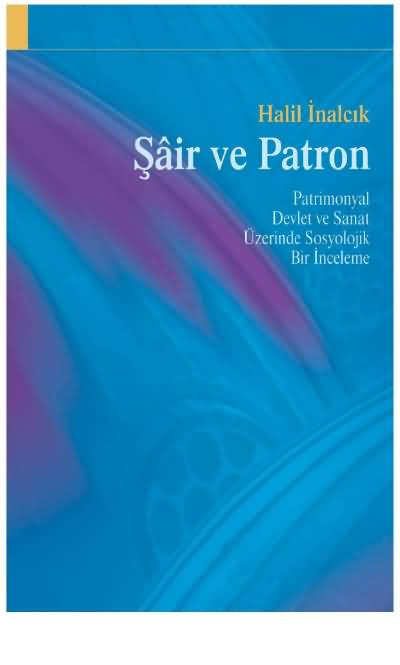 Halil İnalcık
Şâir ve Patron
Patrimonyal
Devlet ve Sanat
Üzerinde Sosyolojik
Bir İnceleme